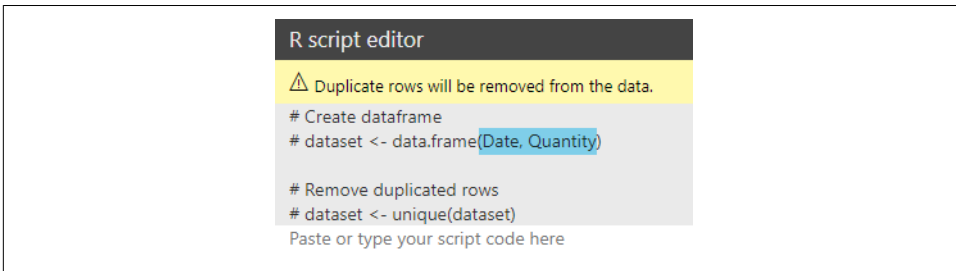 R script editor
⚠ Duplicate rows will be removed from the data.
# Create dataframe
# dataset <- data.frame(Date, Quantity)
# Remove duplicated rows
# dataset <- unique(dataset)
Paste or type your script code here